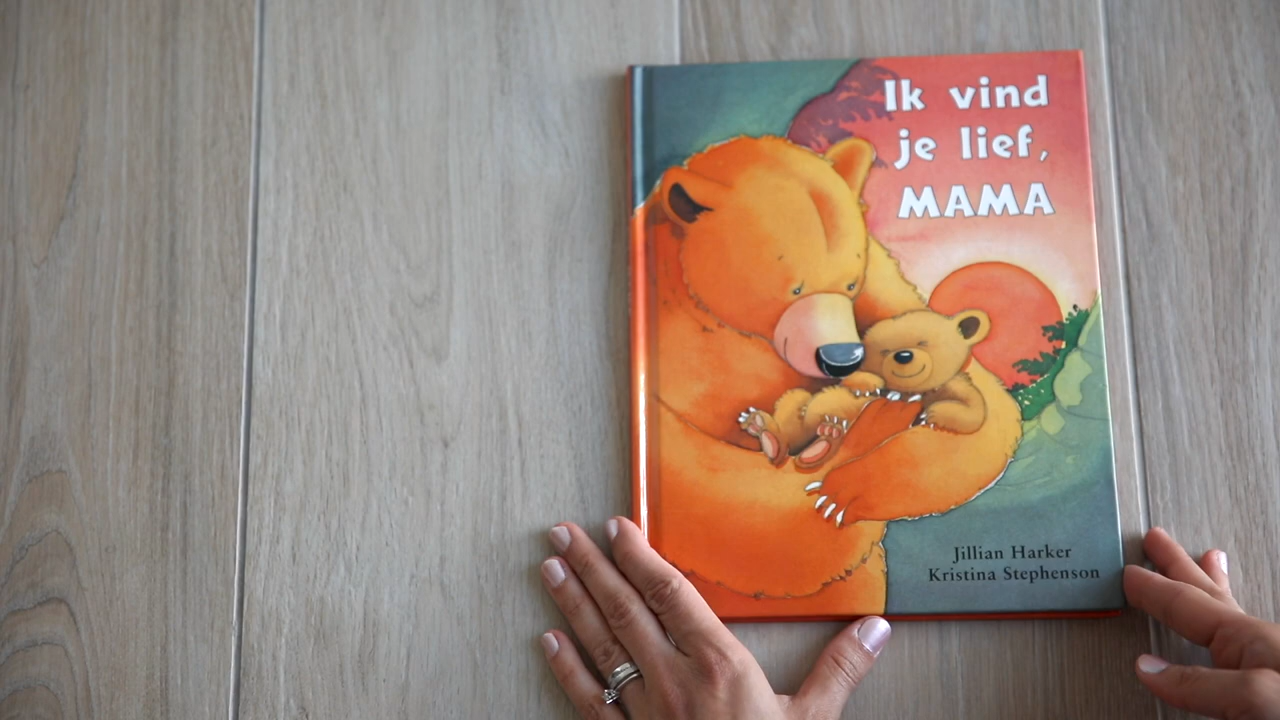 Ik vind
je lief,
MAMA
Jillian Harker
Kristina Stephenson